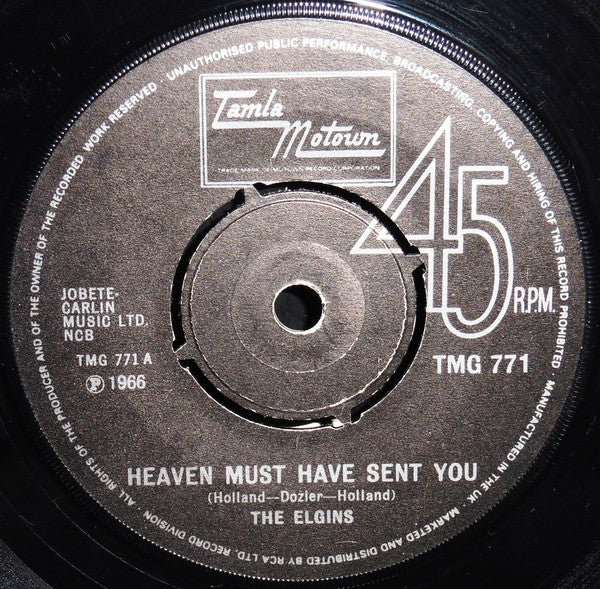 ALL RIGHTS OF THE PRODUCER AND OF THE OWNER OF THE RECORDED WORK RESERVED · UNAUTHORISED PUBLIC PERFORMANCE, BROADCASTING, COPYING AND HIRING OF THIS RECORD PROHIBITED · MANUFACTURED IN THE UK · MARKETED AND DISTRIBUTED BY RCA LTD. RECORD DIVISION
Tamla
Motown
TRADE MARK OF MOTOWN RECORD CORPORATION
45
R.P.M.
JOBETE-
CARLIN
MUSIC LTD.
NCB
TMG 771 A
Ⓟ 1966
TMG 771
HEAVEN MUST HAVE SENT YOU
(Holland—Dozier—Holland)
THE ELGINS